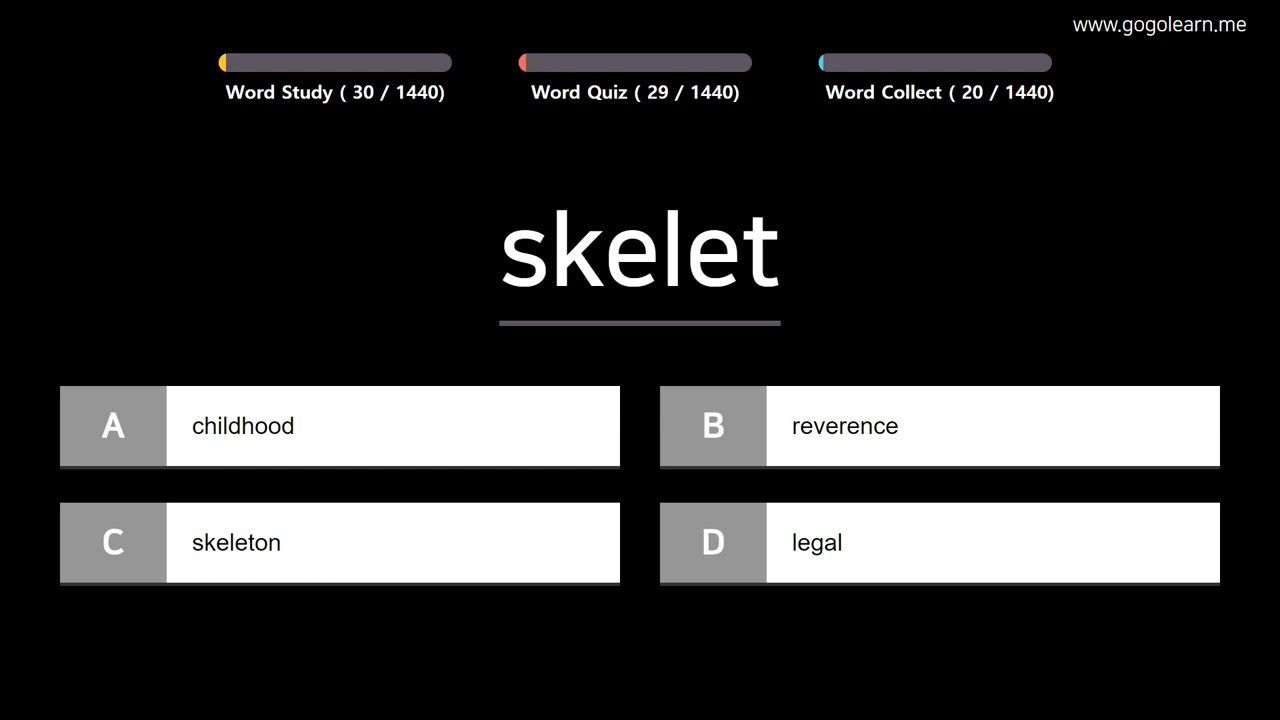 www.gogolearn.me
Word Study ( 30 / 1440)
Word Quiz ( 29 / 1440)
Word Collect ( 20 / 1440)
skelet
A childhood
B reverence
C skeleton
D legal